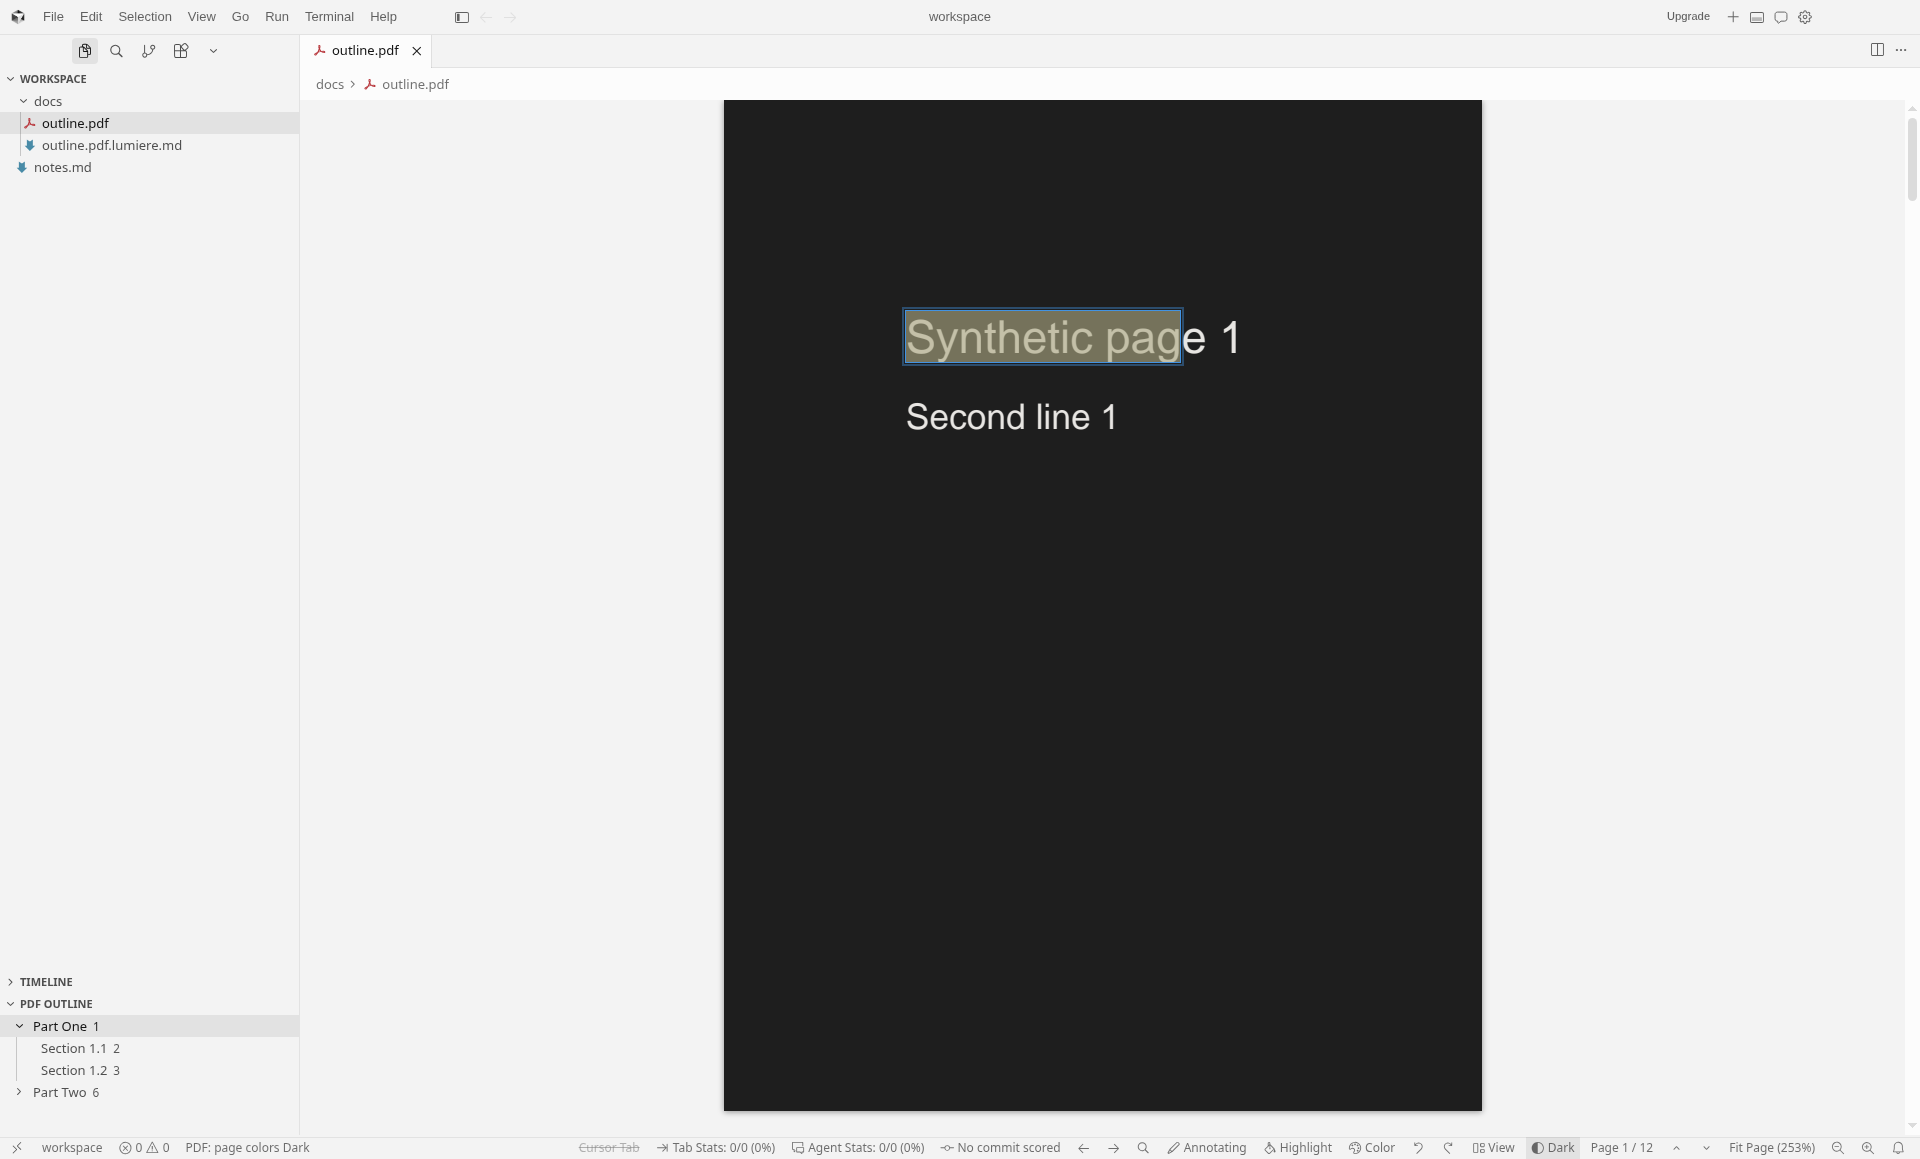 File Edit Selection View Go Run Terminal Help
workspace
Upgrade
WORKSPACE
docs
outline.pdf
outline.pdf.lumiere.md
notes.md
outline.pdf
docs > outline.pdf
Synthetic page 1
Second line 1
TIMELINE
PDF OUTLINE
Part One 1
Section 1.1 2
Section 1.2 3
Part Two 6
workspace 0 0 PDF: page colors Dark Cursor Tab Tab Stats: 0/0 (0%) Agent Stats: 0/0 (0%) No commit scored Annotating Highlight Color View Dark Page 1 / 12 Fit Page (253%)